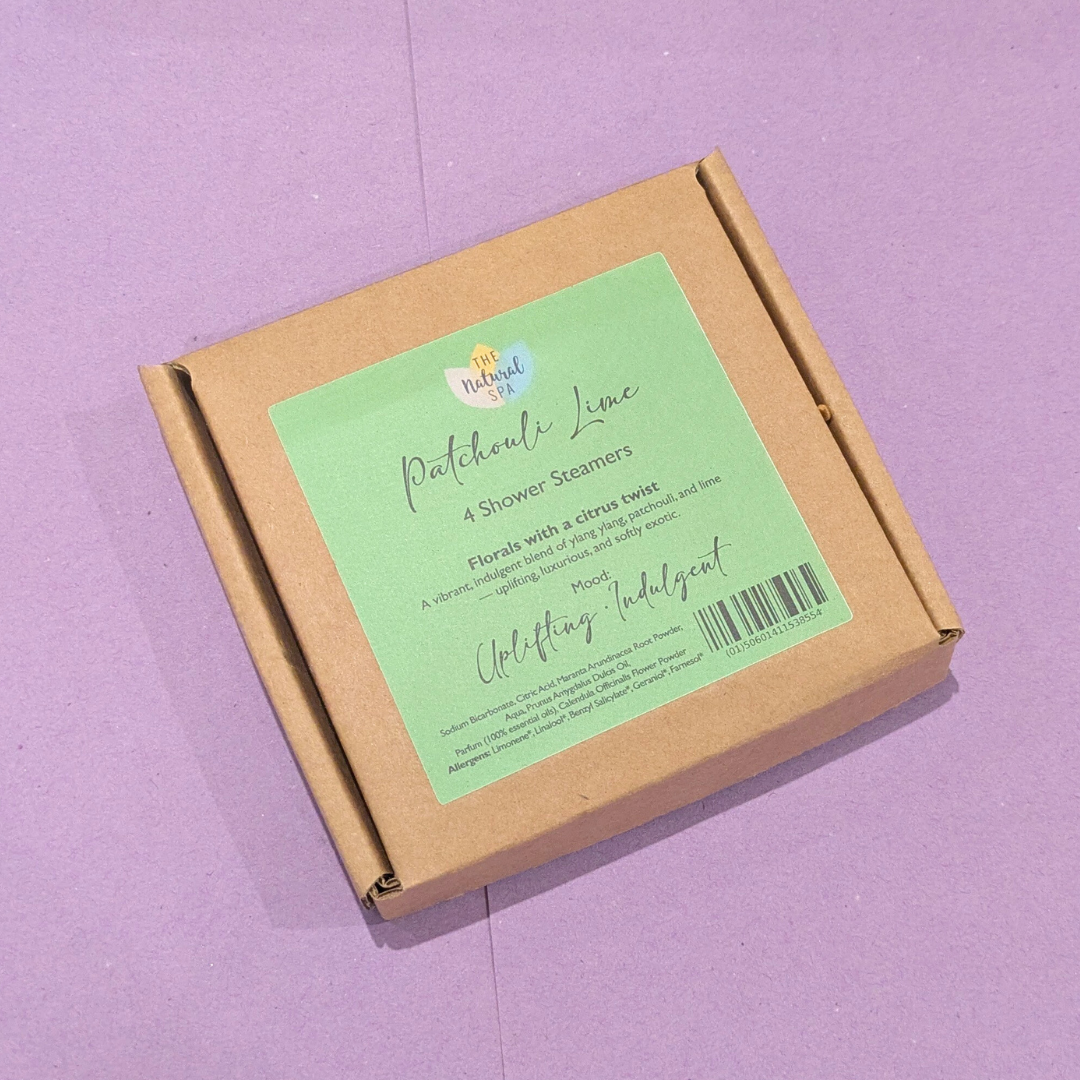 THE
Natural
SPA
Patchouli Lime
4 Shower Steamers
Florals with a citrus twist
A vibrant, indulgent blend of ylang ylang, patchouli, and lime
— uplifting, luxurious, and softly exotic.
Mood:
Uplifting · Indulgent
Sodium Bicarbonate, Citric Acid, Maranta Arundinacea Root Powder,
Aqua, Prunus Amygdalus Dulcis Oil,
Parfum (100% essential oils), Calendula Officinalis Flower Powder
Allergens: Limonene*, Linalool*, Benzyl Salicylate*, Geraniol*, Farnesol*
(01)5060141153855​4